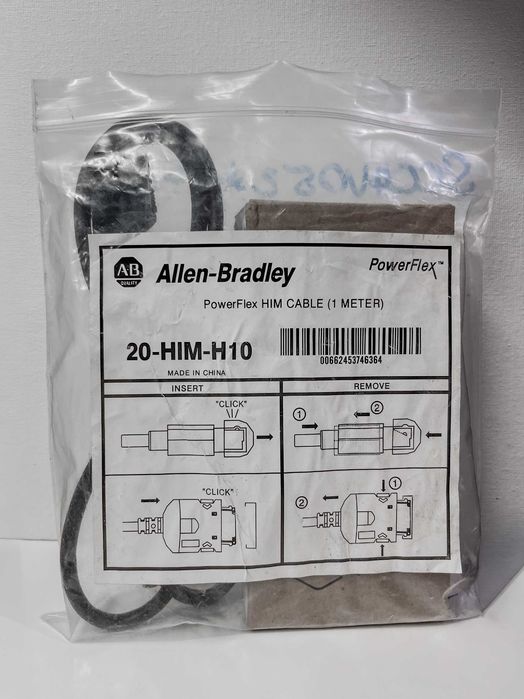 AB
QUALITY
Allen-Bradley
PowerFlex™
PowerFlex HIM CABLE (1 METER)
20-HIM-H10
00662453746364
MADE IN CHINA
INSERT
REMOVE
"CLICK"
1
2
"CLICK"
1
2